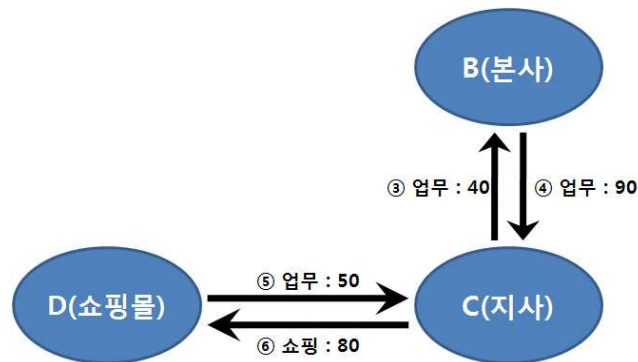 B(본사)
③ 업무 : 40
④ 업무 : 90
D(쇼핑몰)
⑤ 업무 : 50
⑥ 쇼핑 : 80
C(지사)